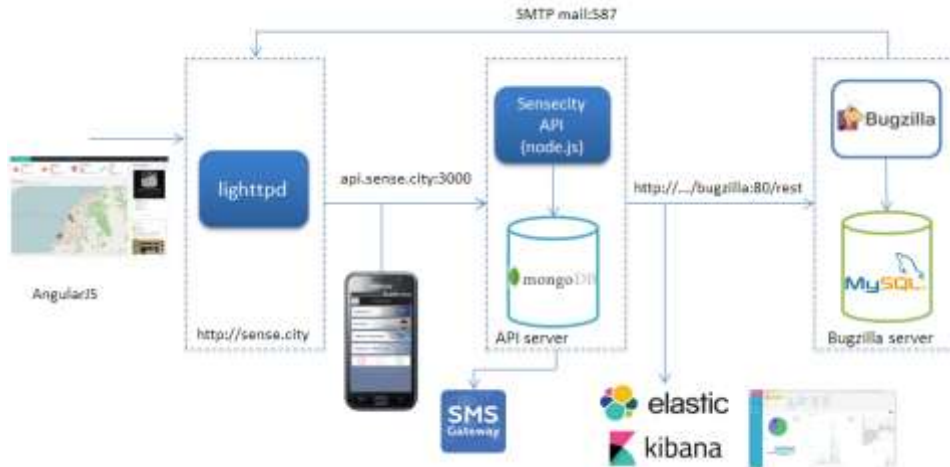 SMTP mail:587
Sensecity
API
(node.js)
Bugzilla
lighttpd
api.sense.city:3000
http://.../bugzilla:80/rest
mongoDB
MySQL
AngularJS
http://sense.city
API server
Bugzilla server
SMS
Gateway
elastic
kibana